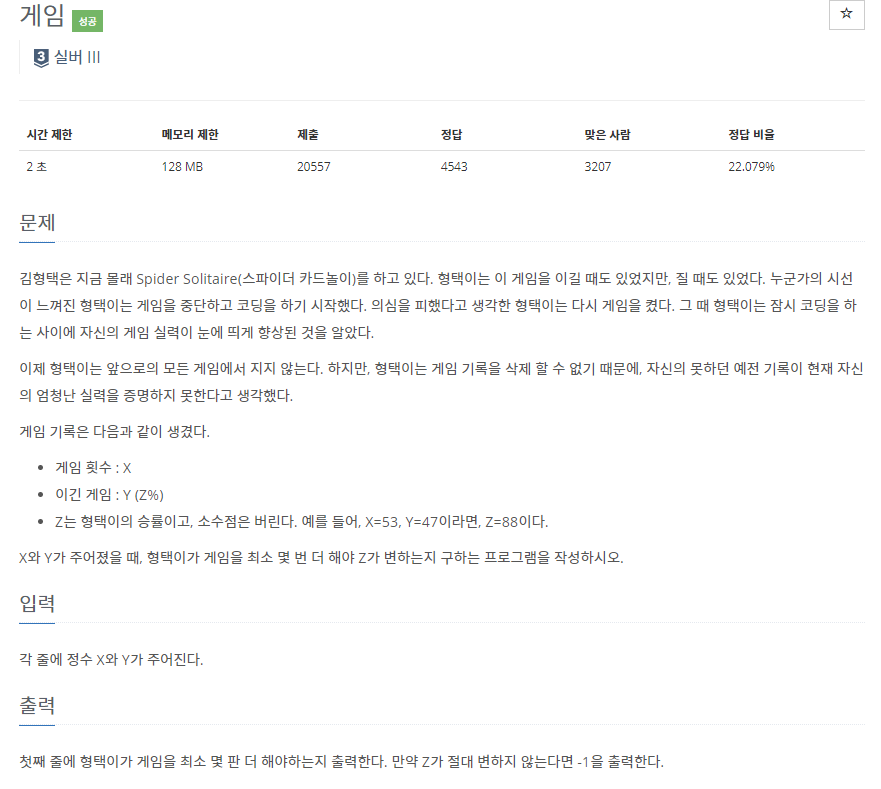 게임 성공
3 실버 III
시간 제한 메모리 제한 제출 정답 맞은 사람 정답 비율
2 초 128 MB 20557 4543 3207 22.079%
문제
김형택은 지금 몰래 Spider Solitaire(스파이더 카드놀이)를 하고 있다. 형택이는 이 게임을 이길 때도 있었지만, 질 때도 있었다. 누군가의 시선
이 느껴진 형택이는 게임을 중단하고 코딩을 하기 시작했다. 의심을 피했다고 생각한 형택이는 다시 게임을 켰다. 그 때 형택이는 잠시 코딩을 하
는 사이에 자신의 게임 실력이 눈에 띄게 향상된 것을 알았다.
이제 형택이는 앞으로의 모든 게임에서 지지 않는다. 하지만, 형택이는 게임 기록을 삭제 할 수 없기 때문에, 자신의 못하던 예전 기록이 현재 자신
의 엄청난 실력을 증명하지 못한다고 생각했다.
게임 기록은 다음과 같이 생겼다.
• 게임 횟수 : X
• 이긴 게임 : Y (Z%)
• Z는 형택이의 승률이고, 소수점은 버린다. 예를 들어, X=53, Y=47이라면, Z=88이다.
X와 Y가 주어졌을 때, 형택이가 게임을 최소 몇 번 더 해야 Z가 변하는지 구하는 프로그램을 작성하시오.
입력
각 줄에 정수 X와 Y가 주어진다.
출력
첫째 줄에 형택이가 게임을 최소 몇 판 더 해야하는지 출력한다. 만약 Z가 절대 변하지 않는다면 -1을 출력한다.